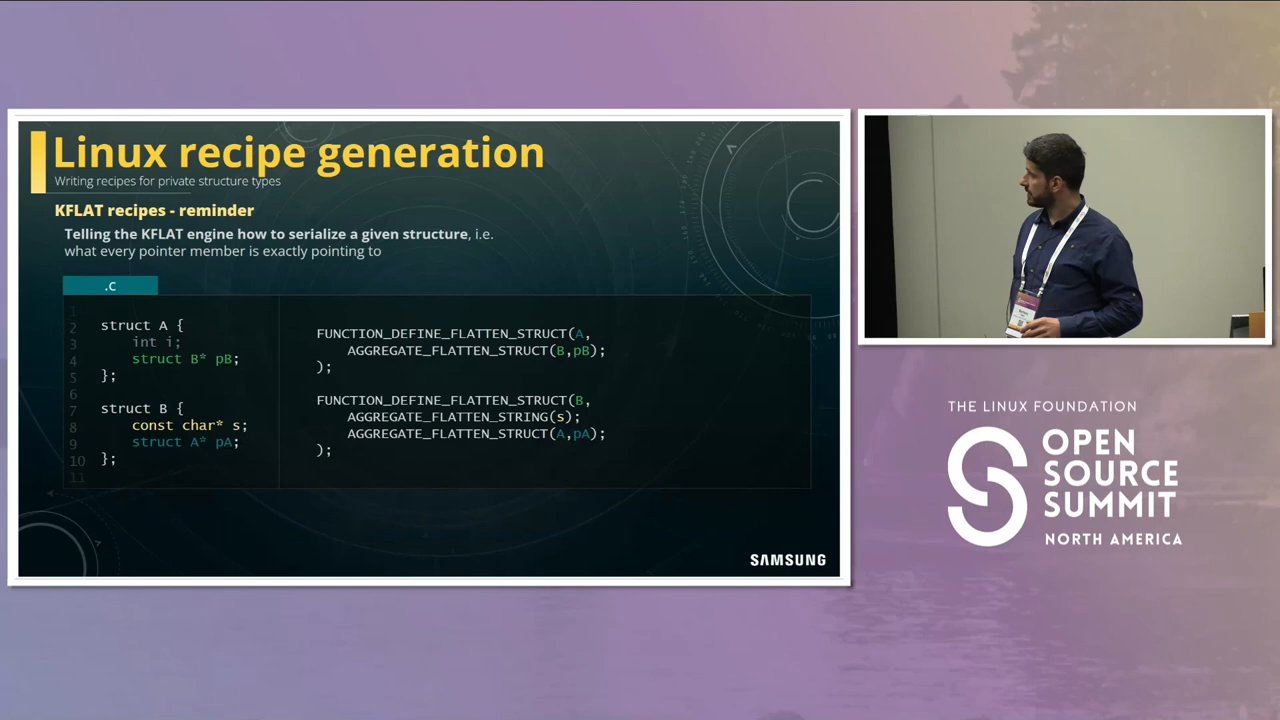 Linux recipe generation
Writing recipes for private structure types
KFLAT recipes - reminder
Telling the KFLAT engine how to serialize a given structure, i.e.
what every pointer member is exactly pointing to
.C
1
2
3
4
5
6
7
8
9
10
11
struct A {
int i;
struct B* pB;
};
struct B {
const char* s;
struct A* pA;
};
FUNCTION_DEFINE_FLATTEN_STRUCT(A,
AGGREGATE_FLATTEN_STRUCT(B,pB);
);
FUNCTION_DEFINE_FLATTEN_STRUCT(B,
AGGREGATE_FLATTEN_STRING(s);
AGGREGATE_FLATTEN_STRUCT(A,pA);
);
SAMSUNG
THE LINUX FOUNDATION
OPEN
SOURCE
SUMMIT
NORTH AMERICA